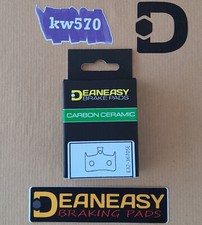 kw570
DEANEASY
BRAKE PADS
CARBON CERAMIC
DEANEASY
BRAKING PADS